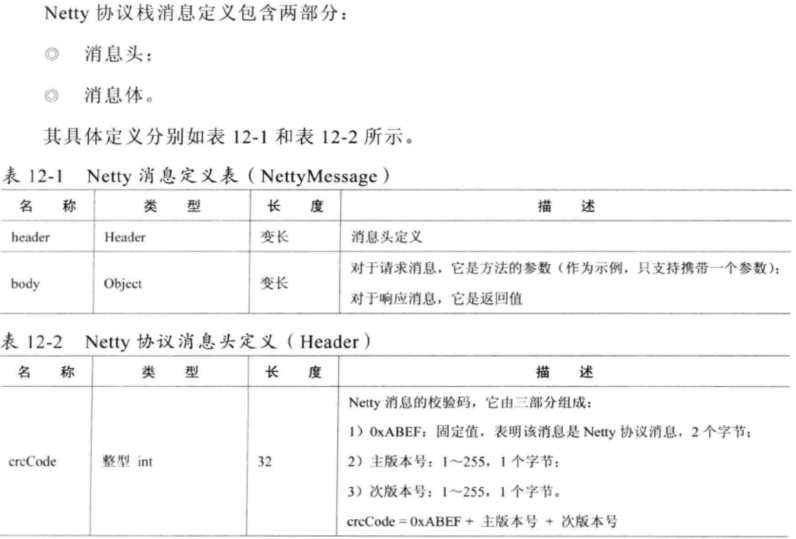 Netty 协议栈消息定义包含两部分：
◎ 消息头；
◎ 消息体。
其具体定义分别如表 12-1 和表 12-2 所示。
表 12-1 Netty 消息定义表（NettyMessage）
名 称 类 型 长 度 描 述
header Header 变长 消息头定义
body Object 变长 对于请求消息，它是方法的参数（作为示例，只支持携带一个参数）；
对于响应消息，它是返回值
表 12-2 Netty 协议消息头定义（Header）
名 称 类 型 长 度 描 述
Netty 消息的校验码，它由三部分组成：
1）0xABEF：固定值，表明该消息是 Netty 协议消息，2 个字节；
crcCode 整型 int 32 2）主版本号：1～255，1 个字节；
3）次版本号：1～255，1 个字节。
crcCode = 0xABEF + 主版本号 + 次版本号